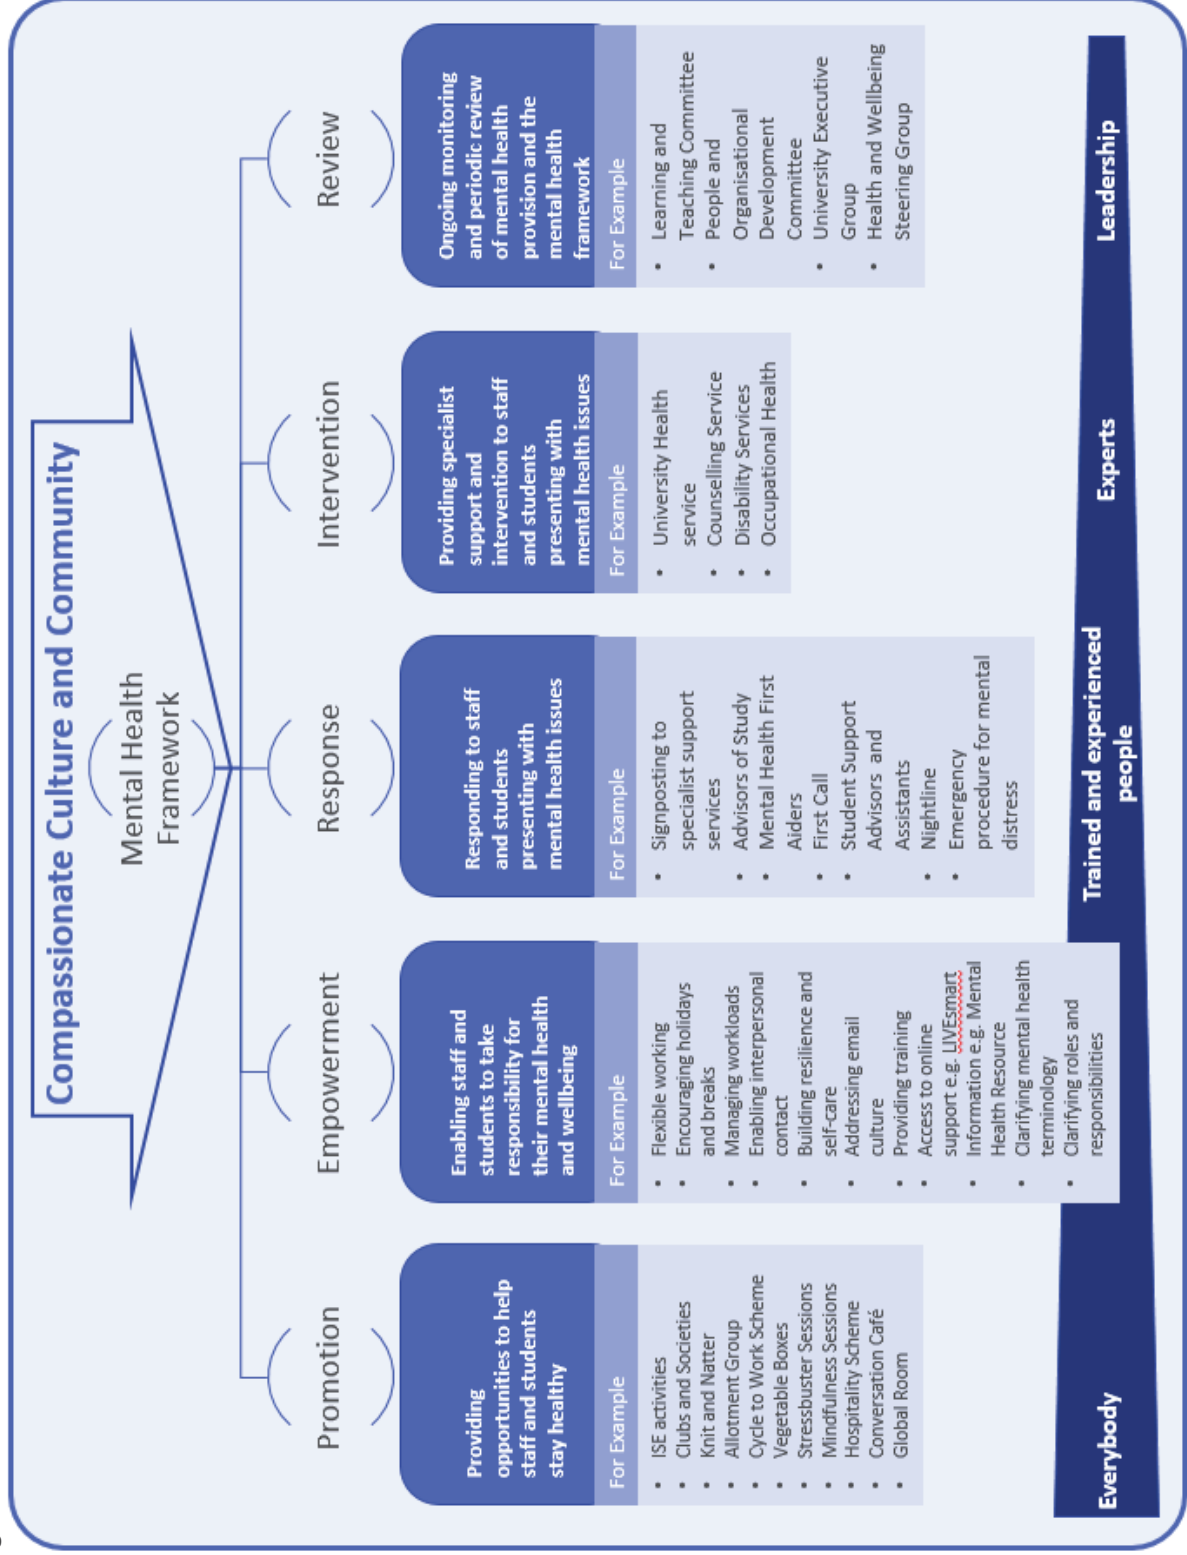 Compassionate Culture and Community
Mental Health
Framework
Promotion
Providing
opportunities to help
staff and students
stay healthy
For Example
• ISE activities
• Clubs and Societies
• Knit and Natter
• Allotment Group
• Cycle to Work Scheme
• Vegetable Boxes
• Stressbuster Sessions
• Mindfulness Sessions
• Hospitality Scheme
• Conversation Café
• Global Room
Empowerment
Enabling staff and
students to take
responsibility for
their mental health
and wellbeing
For Example
• Flexible working
• Encouraging holidays
and breaks
• Managing workloads
• Enabling interpersonal
contact
• Building resilience and
self-care
• Addressing email
culture
• Providing training
• Access to online
support e.g. LIVEsmart
• Information e.g. Mental
Health Resource
• Clarifying mental health
terminology
• Clarifying roles and
responsibilities
Response
Responding to staff
and students
presenting with
mental health issues
For Example
• Signposting to
specialist support
services
• Advisors of Study
• Mental Health First
Aiders
• First Call
• Student Support
Advisors and
Assistants
• Nightline
• Emergency
procedure for mental
distress
Intervention
Providing specialist
support and
intervention to staff
and students
presenting with
mental health issues
For Example
• University Health
service
• Counselling Service
• Disability Services
• Occupational Health
Review
Ongoing monitoring
and periodic review
of mental health
provision and the
mental health
framework
For Example
• Learning and
Teaching Committee
• People and
Organisational
Development
Committee
• University Executive
Group
• Health and Wellbeing
Steering Group
Everybody
Trained and experienced
people
Experts
Leadership